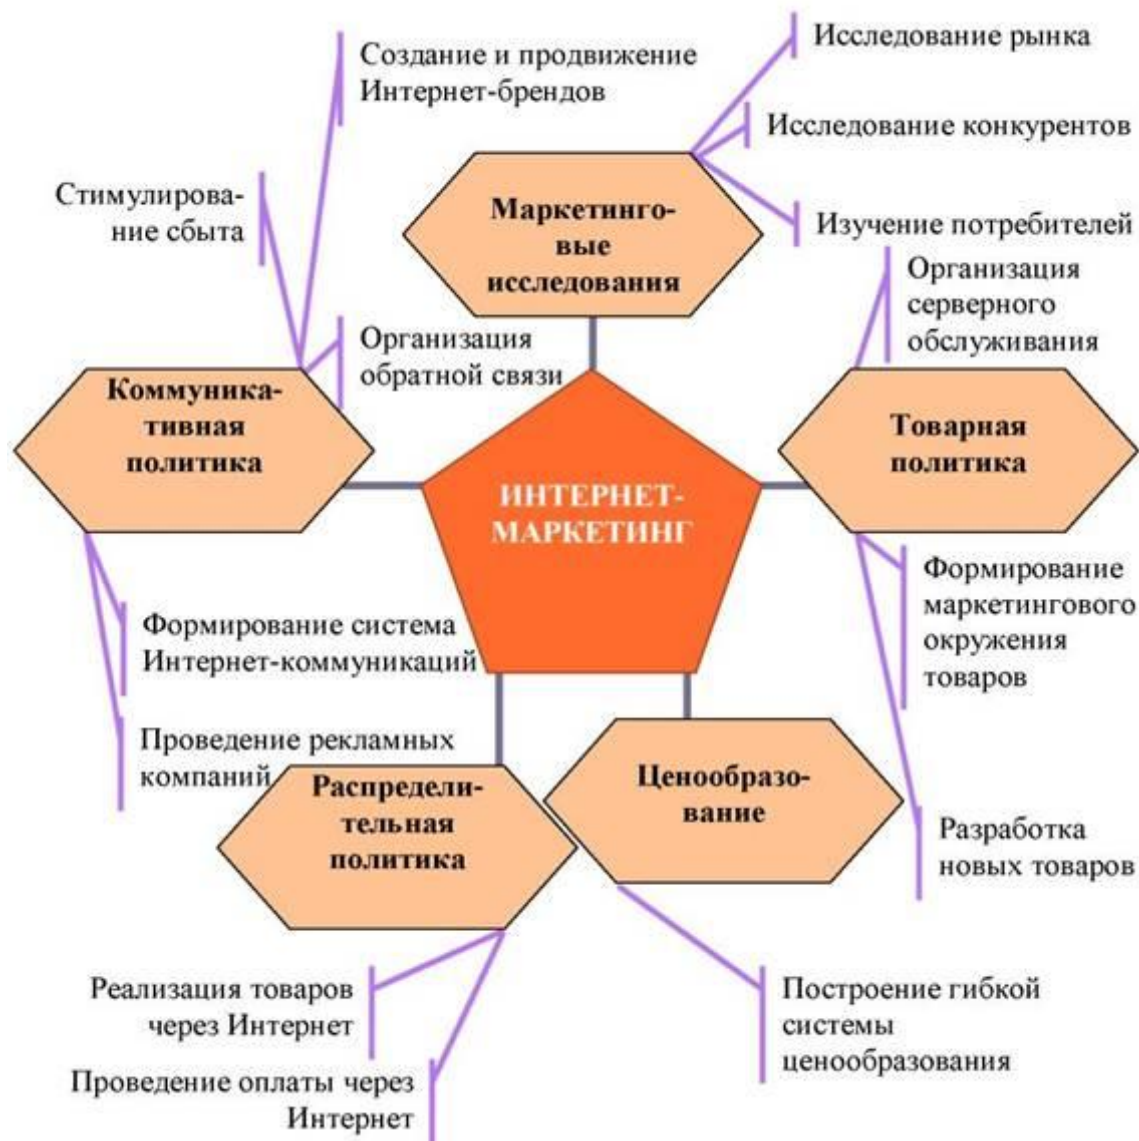 Создание и продвижение
Интернет-брендов
Исследование рынка
Исследование конкурентов
Изучение потребителей
Стимулирова-
ние сбыта
Маркетинго-
вые
исследования
Организация
серверного
обслуживания
Организация
обратной связи
Коммуника-
тивная
политика
Товарная
политика
ИНТЕРНЕТ-
МАРКЕТИНГ
Формирование
маркетингового
окружения
товаров
Формирование система
Интернет-коммуникаций
Проведение рекламных
компаний
Распредели-
тельная
политика
Ценообразо-
вание
Разработка
новых товаров
Реализация товаров
через Интернет
Проведение оплаты через
Интернет
Построение гибкой
системы
ценообразования